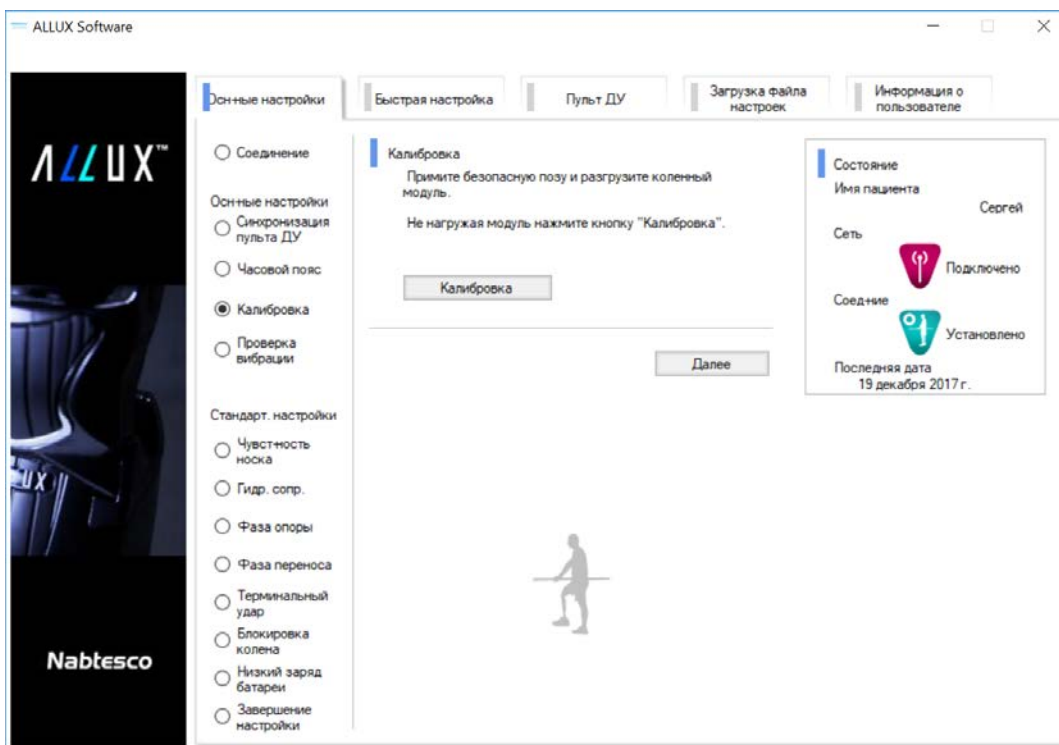 ALLUX Software
Осн-ные настройки
Быстрая настройка
Пульт ДУ
Загрузка файла
настроек
Информация о
пользователе
ALLUX™
Nabtesco
Соединение
Осн-ные настройки
Синхронизация
пульта ДУ
Часовой пояс
Калибровка
Проверка
вибрации
Стандарт. настройки
Чувст-ность
носка
Гидр. сопр.
Фаза опоры
Фаза переноса
Терминальный
удар
Блокировка
колена
Низкий заряд
батареи
Завершение
настройки
Калибровка
Примите безопасную позу и разгрузите коленный
модуль.
Не нагружая модуль нажмите кнопку "Калибровка".
Калибровка
Далее
Состояние
Имя пациента
Сергей
Сеть
Подключено
Соед-ние
Установлено
Последняя дата
19 декабря 2017 г.
UX